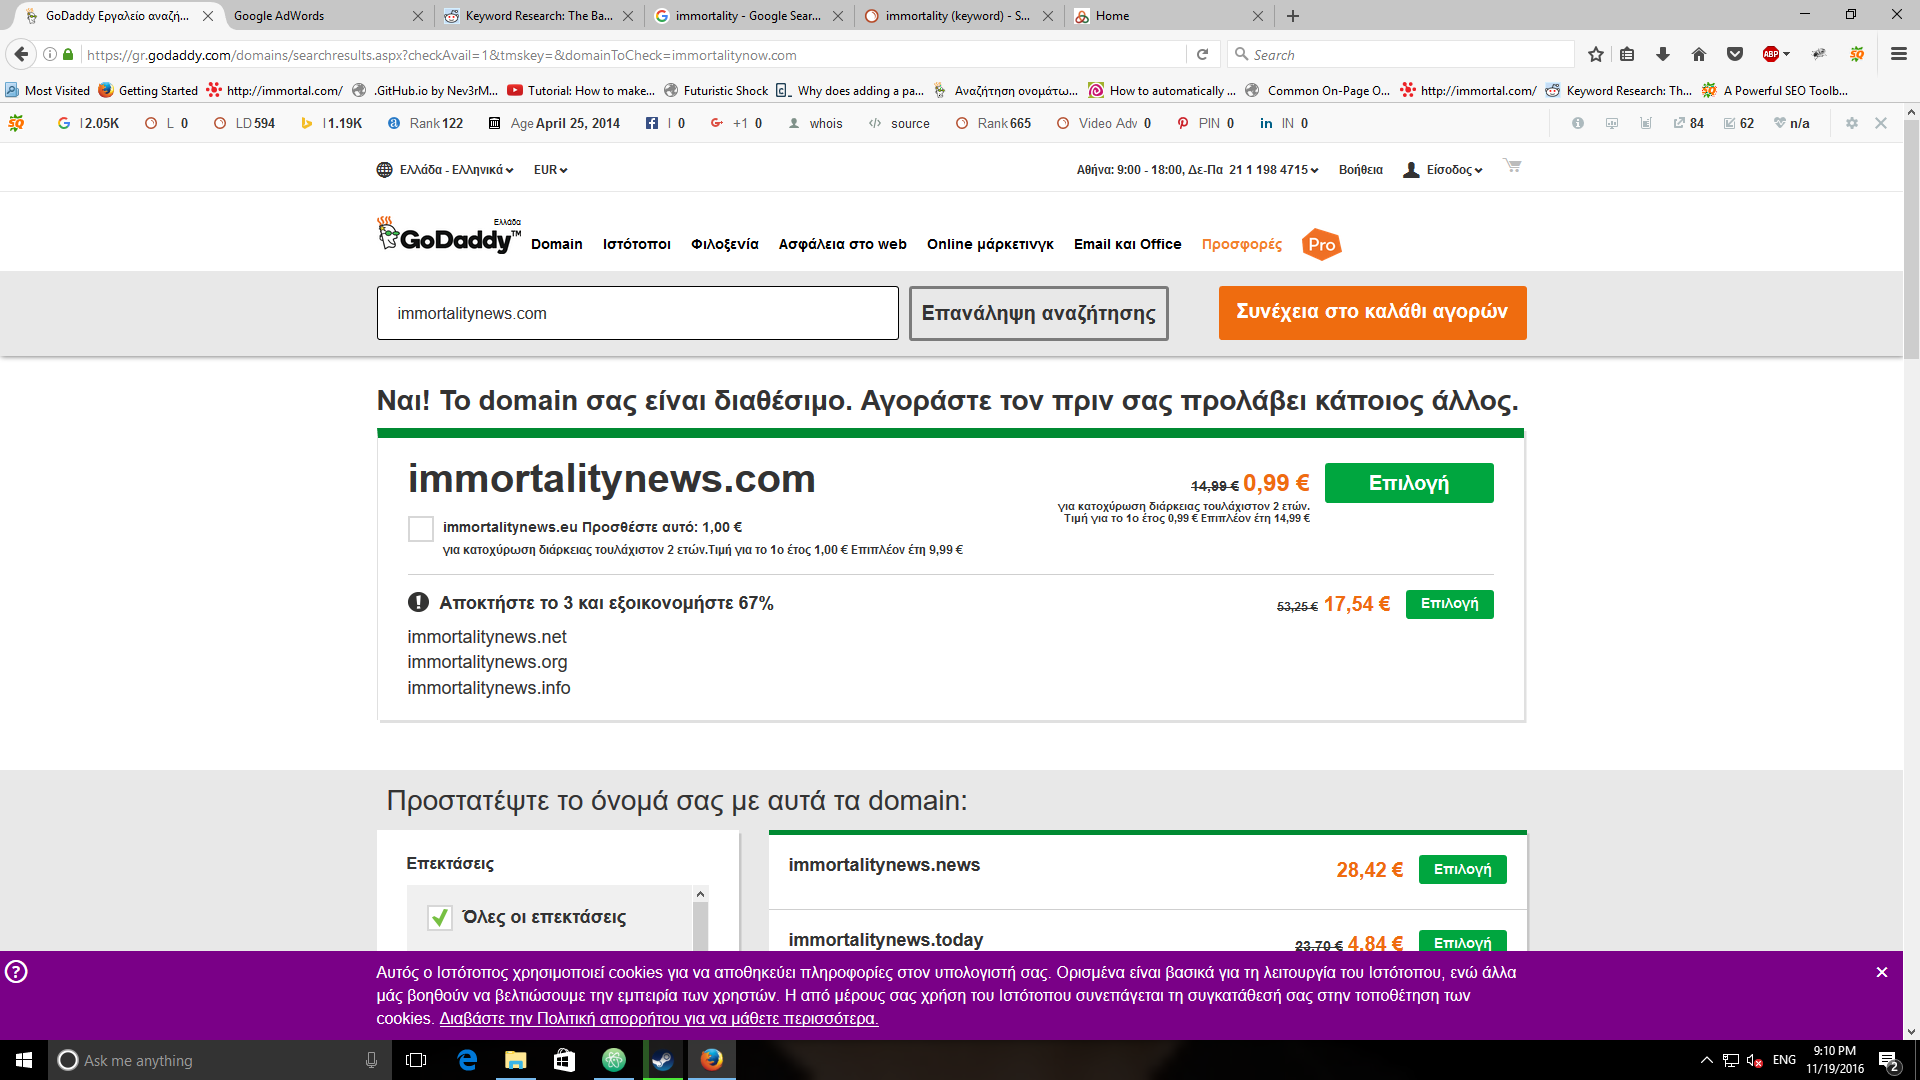 GoDaddy Εργαλείο αναζή...
Google AdWords
Keyword Research: The Ba...
immortality - Google Sear...
immortality (keyword) - S...
Home
https://gr.godaddy.com/domains/searchresults.aspx?checkAvail=1&tmskey=&domainToCheck=immortalitynow.com
Search
ABP
Most Visited
Getting Started
http://immortal.com/
.GitHub.io by Nev3rM...
Tutorial: How to make...
Futuristic Shock
Why does adding a pa...
Αναζήτηση ονομάτω...
How to automatically ...
Common On-Page O...
http://immortal.com/
Keyword Research: Th...
A Powerful SEO Toolb...
I 2.05K
L 0
LD 594
I 1.19K
Rank 122
Age April 25, 2014
I 0
+1 0
whois
source
Rank 665
Video Adv 0
PIN 0
IN 0
84
62
n/a
Ελλάδα - Ελληνικά
EUR
Αθήνα: 9:00 - 18:00, Δε-Πα 21 1 198 4715
Βοήθεια
Είσοδος
Ελλάδα
GoDaddy™
Domain
Ιστότοποι
Φιλοξενία
Ασφάλεια στο web
Online μάρκετινγκ
Email και Office
Προσφορές
Pro
immortalitynews.com
Επανάληψη αναζήτησης
Συνέχεια στο καλάθι αγορών
Ναι! Το domain σας είναι διαθέσιμο. Αγοράστε τον πριν σας προλάβει κάποιος άλλος.
immortalitynews.com
14,99 € 0,99 €
Επιλογή
για κατοχύρωση διάρκειας τουλάχιστον 2 ετών.
Τιμή για το 1ο έτος 0,99 € Επιπλέον έτη 14,99 €
immortalitynews.eu Προσθέστε αυτό: 1,00 €
για κατοχύρωση διάρκειας τουλάχιστον 2 ετών.Τιμή για το 1ο έτος 1,00 € Επιπλέον έτη 9,99 €
Αποκτήστε το 3 και εξοικονομήστε 67%
53,25 € 17,54 €
Επιλογή
immortalitynews.net
immortalitynews.org
immortalitynews.info
Προστατέψτε το όνομά σας με αυτά τα domain:
Επεκτάσεις
Όλες οι επεκτάσεις
immortalitynews.news
28,42 €
Επιλογή
immortalitynews.today
23,70 € 4,84 €
Επιλογή
Αυτός ο Ιστότοπος χρησιμοποιεί cookies για να αποθηκεύει πληροφορίες στον υπολογιστή σας. Ορισμένα είναι βασικά για τη λειτουργία του Ιστότοπου, ενώ άλλα
μάς βοηθούν να βελτιώσουμε την εμπειρία των χρηστών. Η από μέρους σας χρήση του Ιστότοπου συνεπάγεται τη συγκατάθεσή σας στην τοποθέτηση των
cookies. Διαβάστε την Πολιτική απορρήτου για να μάθετε περισσότερα.
Ask me anything
ENG
9:10 PM
11/19/2016
2